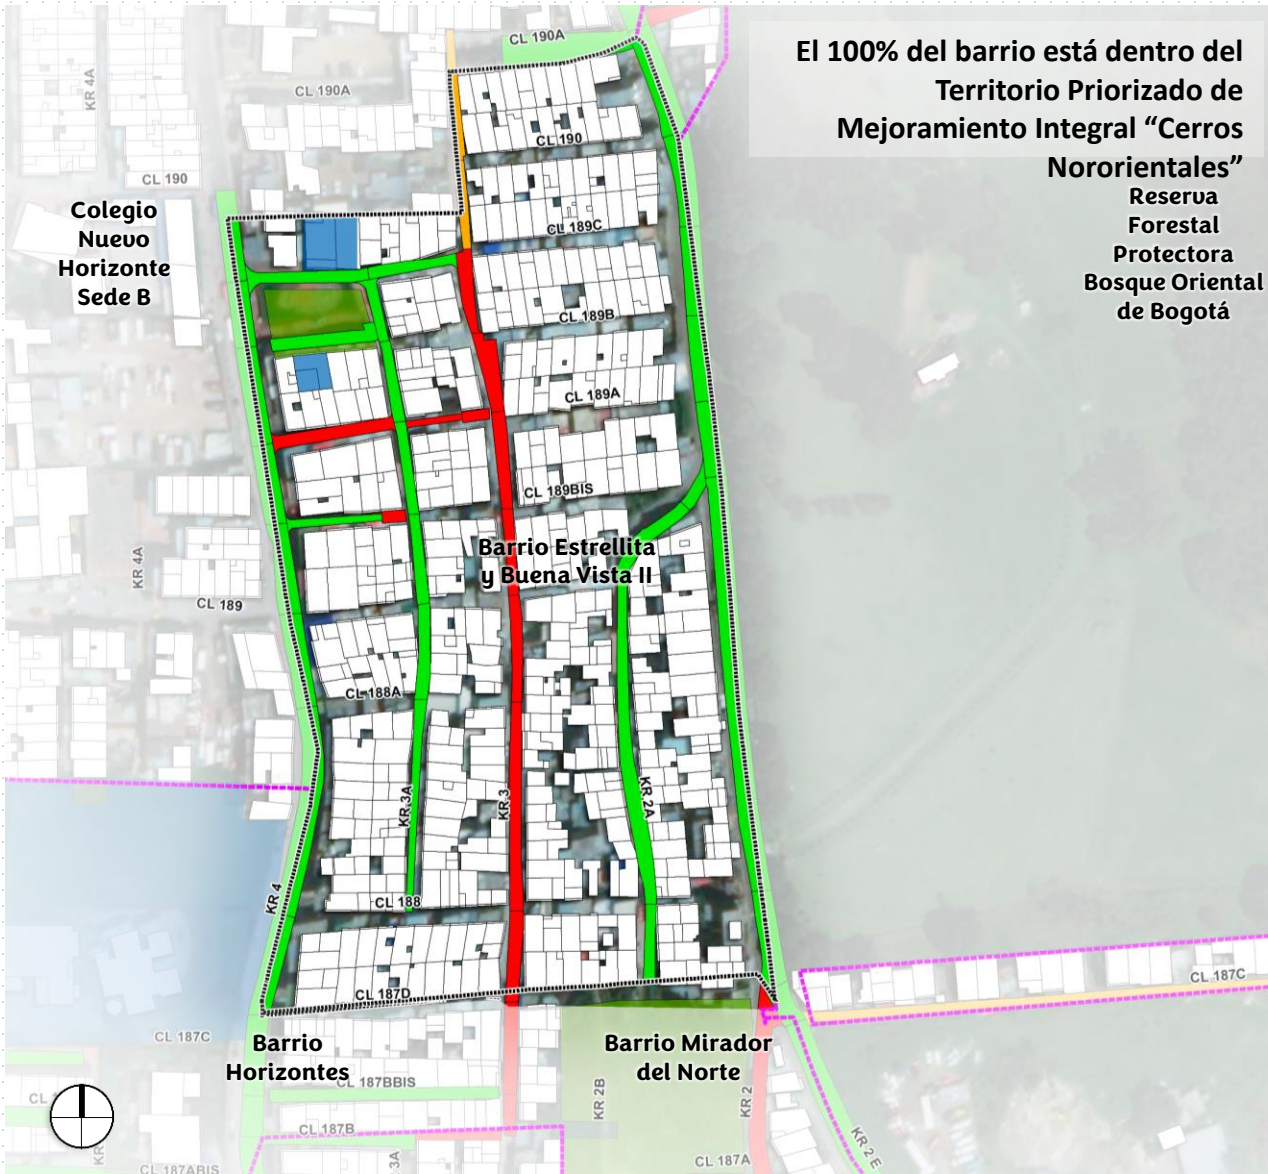 El 100% del barrio está dentro del
Territorio Priorizado de
Mejoramiento Integral “Cerros
Nororientales”
Reserva
Forestal
Protectora
Bosque Oriental
de Bogotá
CL 190A
KR 4A
CL 190A
CL 190
CL 190
Colegio
Nuevo
Horizonte
Sede B
CL 189C
CL 189B
CL 189A
CL 189BIS
Barrio Estrellita
y Buena Vista II
KR 4A
CL 189
CL 188A
KR 3A
KR 3
KR 2A
KR 4
CL 188
CL 187D
CL 187C
CL 187C
Barrio
Horizontes
Barrio Mirador
del Norte
CL 187BBIS
KR 2B
KR 2
CL 187B
KR 2 E
3A
CL 187A
CL 187ABIS